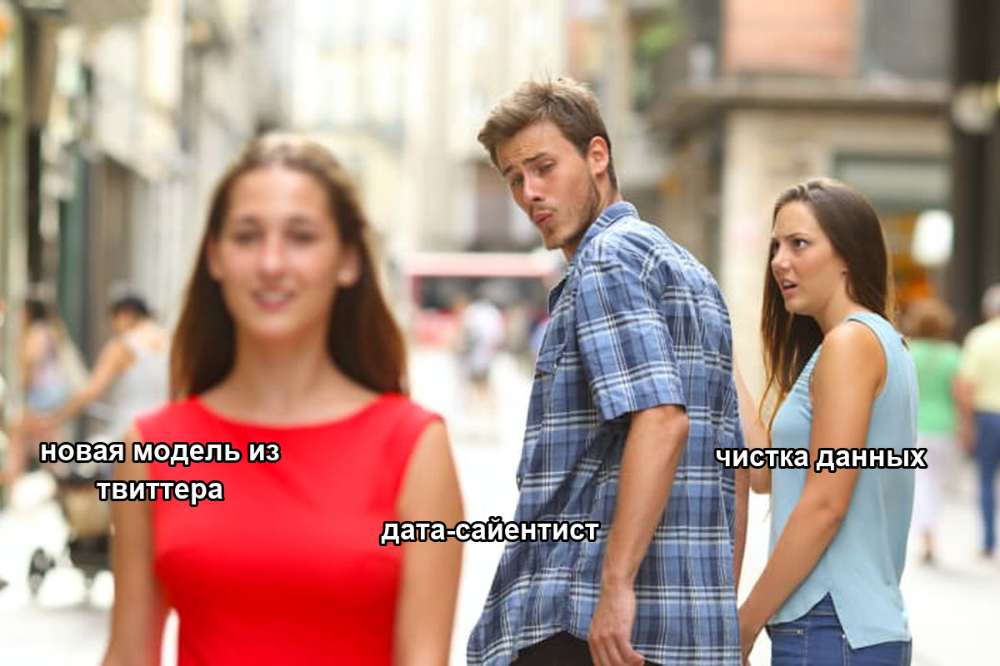 новая модель из
твиттера
дата-сайентист
чистка данных